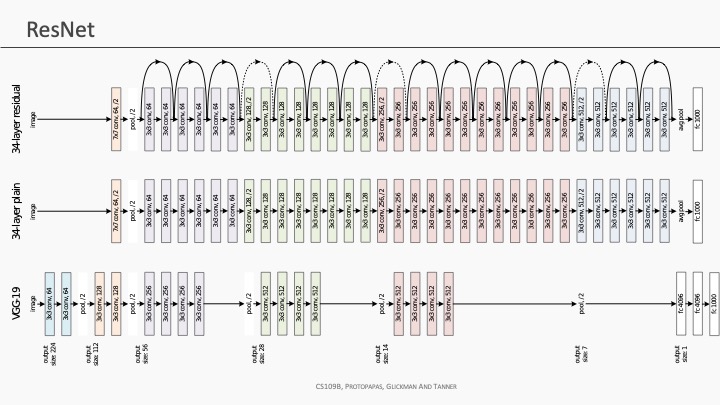 ResNet
34-layer residual
image
7x7 conv, 64, /2
pool, /2
3x3 conv, 64
3x3 conv, 64
3x3 conv, 64
3x3 conv, 64
3x3 conv, 64
3x3 conv, 64
3x3 conv, 128, /2
3x3 conv, 128
3x3 conv, 128
3x3 conv, 128
3x3 conv, 128
3x3 conv, 128
3x3 conv, 128
3x3 conv, 128
3x3 conv, 256, /2
3x3 conv, 256
3x3 conv, 256
3x3 conv, 256
3x3 conv, 256
3x3 conv, 256
3x3 conv, 256
3x3 conv, 256
3x3 conv, 256
3x3 conv, 256
3x3 conv, 256
3x3 conv, 256
3x3 conv, 512, /2
3x3 conv, 512
3x3 conv, 512
3x3 conv, 512
3x3 conv, 512
3x3 conv, 512
avg pool
fc 1000
34-layer plain
image
7x7 conv, 64, /2
pool, /2
3x3 conv, 64
3x3 conv, 64
3x3 conv, 64
3x3 conv, 64
3x3 conv, 64
3x3 conv, 64
3x3 conv, 128, /2
3x3 conv, 128
3x3 conv, 128
3x3 conv, 128
3x3 conv, 128
3x3 conv, 128
3x3 conv, 128
3x3 conv, 128
3x3 conv, 256, /2
3x3 conv, 256
3x3 conv, 256
3x3 conv, 256
3x3 conv, 256
3x3 conv, 256
3x3 conv, 256
3x3 conv, 256
3x3 conv, 256
3x3 conv, 256
3x3 conv, 256
3x3 conv, 256
3x3 conv, 512, /2
3x3 conv, 512
3x3 conv, 512
3x3 conv, 512
3x3 conv, 512
3x3 conv, 512
avg pool
fc 1000
VGG-19
image
3x3 conv, 64
3x3 conv, 64
pool, /2
3x3 conv, 128
3x3 conv, 128
pool, /2
3x3 conv, 256
3x3 conv, 256
3x3 conv, 256
3x3 conv, 256
pool, /2
3x3 conv, 512
3x3 conv, 512
3x3 conv, 512
3x3 conv, 512
pool, /2
3x3 conv, 512
3x3 conv, 512
3x3 conv, 512
3x3 conv, 512
pool, /2
fc 4096
fc 4096
fc 1000
output
size: 224
output
size: 112
output
size: 56
output
size: 28
output
size: 14
output
size: 7
output
size: 1
CS109B, PROTOPAPAS, GLICKMAN AND TANNER